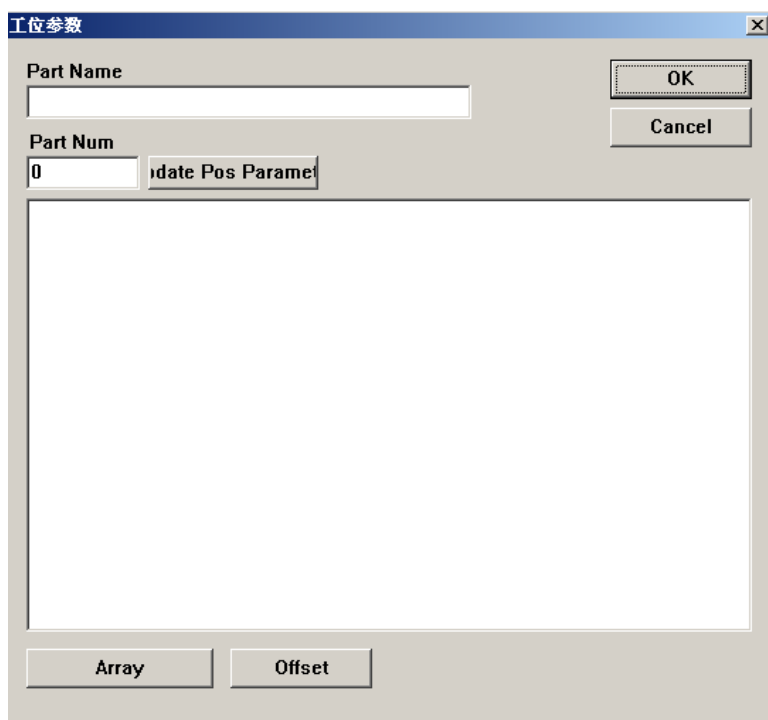 工位参数
Part Name
OK
Cancel
Part Num
0
date Pos Paramet
Array
Offset